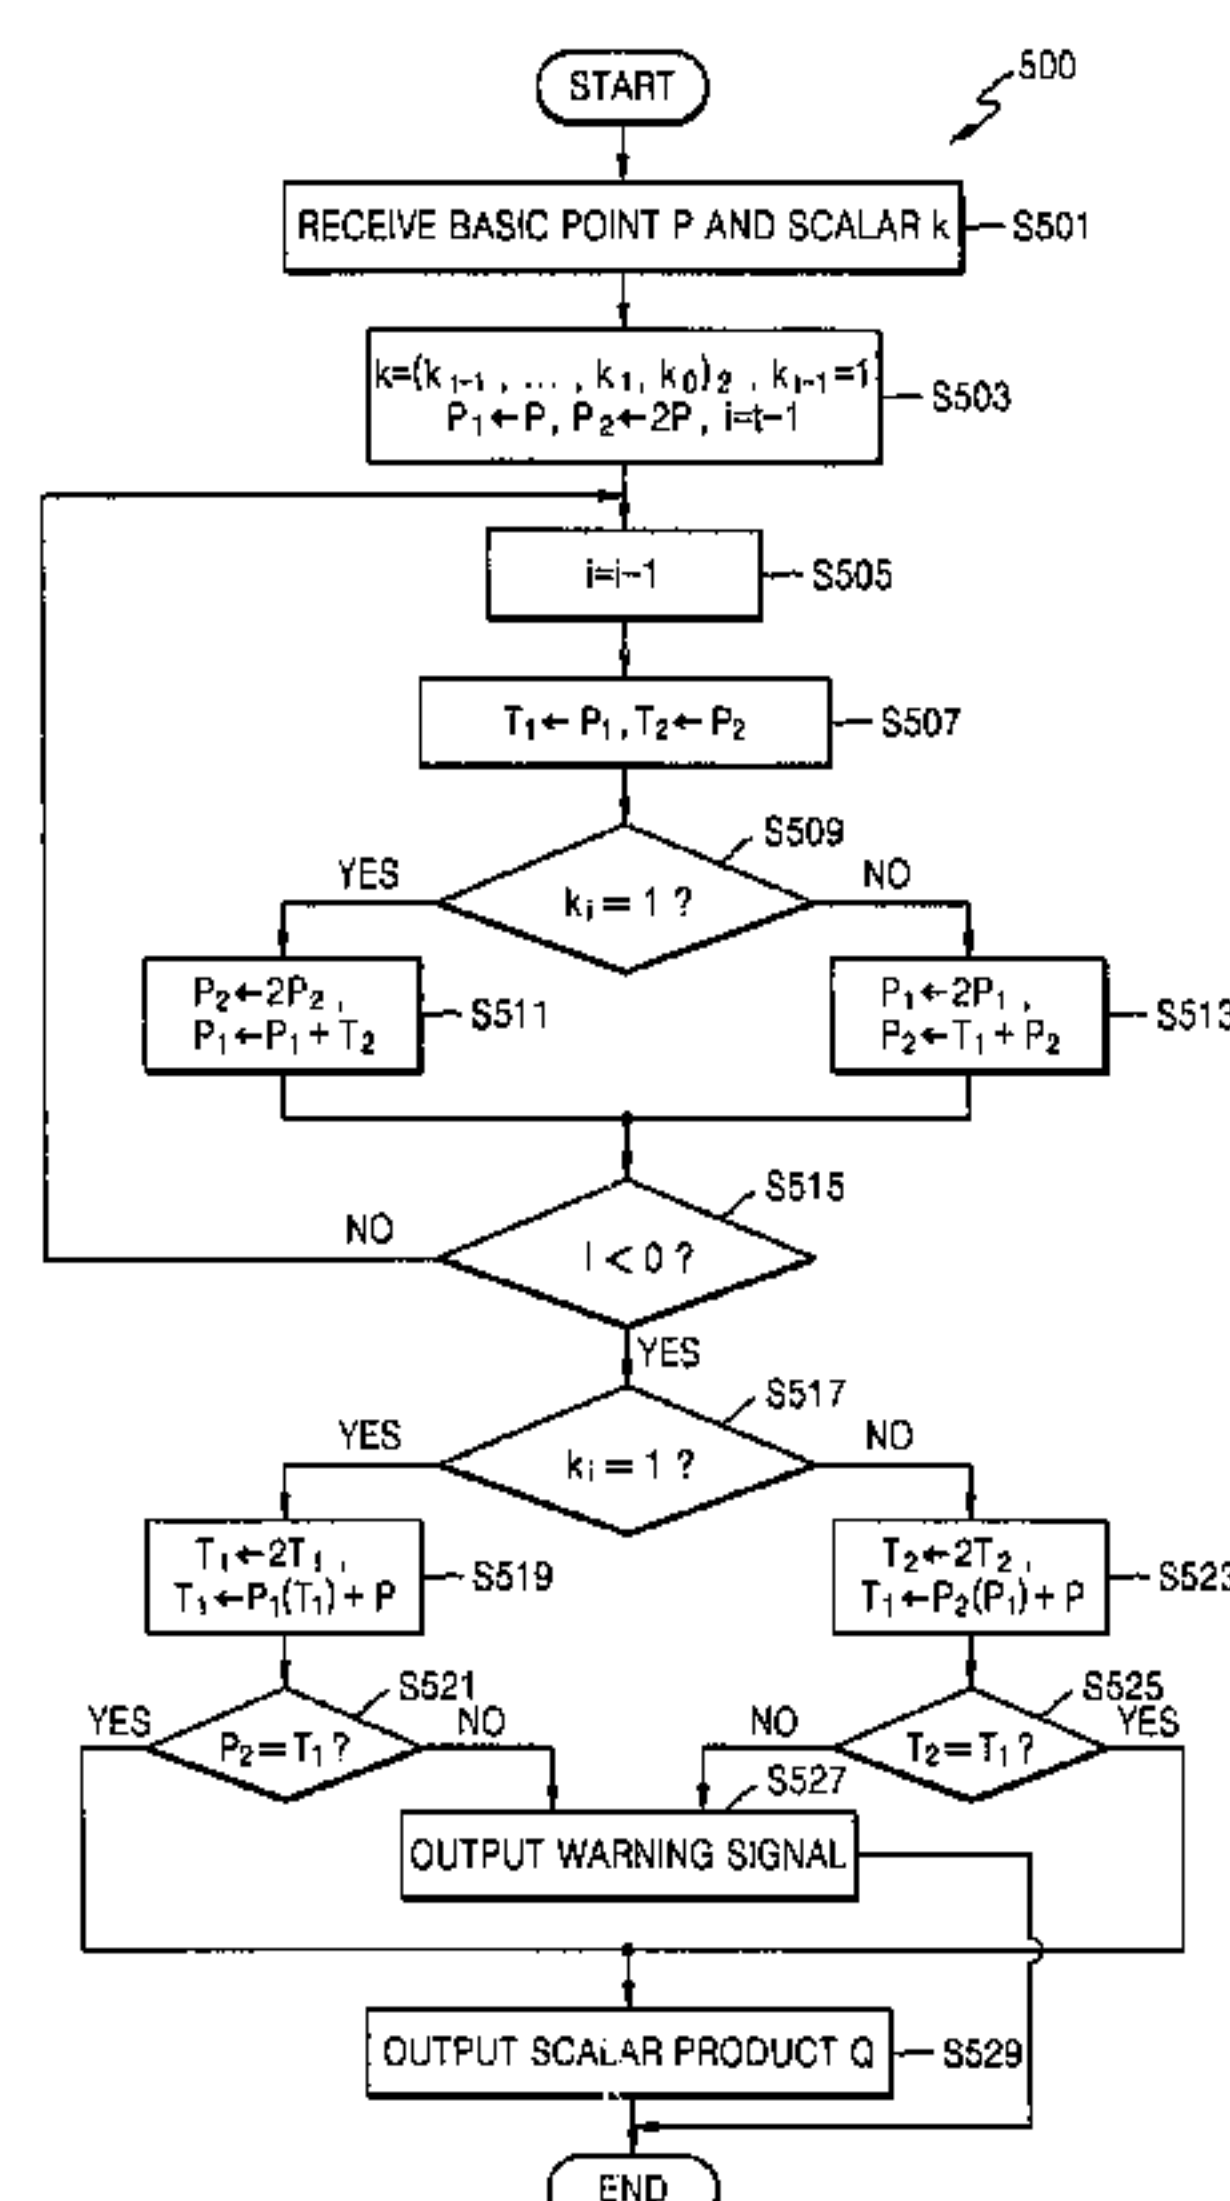 START
500
RECEIVE BASIC POINT P AND SCALAR k
S501
k=(k t-1 , ... , k 1, k 0) 2 , k t-1 =1
P1←P, P2←2P, i=t-1
S503
i=i-1
S505
T1← P1 , T2← P2
S507
S509
YES
ki = 1 ?
NO
P2←2P2 ,
P1←P1 + T2
S511
P1←2P1 ,
P2←T1 + P2
S513
S515
NO
i < 0 ?
YES
S517
YES
ki = 1 ?
NO
T1←2T1 ,
T1←P1(T1) + P
S519
T2←2T2 ,
T1←P2(P1) + P
S523
S521
YES
P2 = T1 ?
NO
S525
NO
T2 = T1 ?
YES
S527
OUTPUT WARNING SIGNAL
OUTPUT SCALAR PRODUCT Q
S529
END